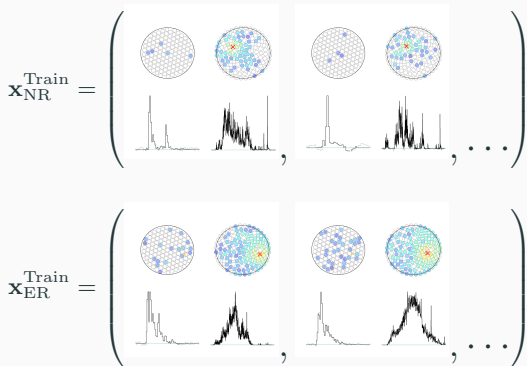 x_NR^Train = ( , , ... )
x_ER^Train = ( , , ... )